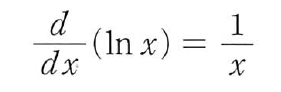 d/dx (ln x) = 1/x